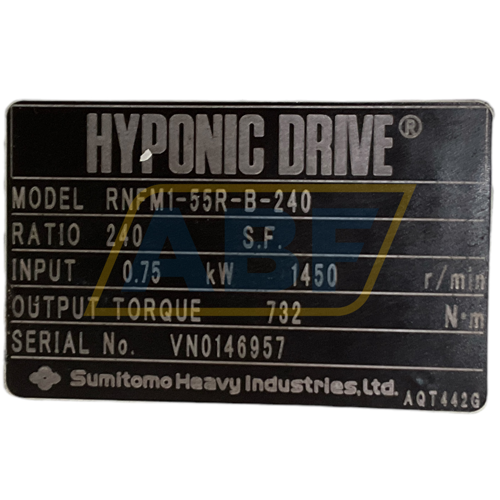 HYPONIC DRIVE®
MODEL RNFM1-55R-B-240
RATIO 240 S.F.
INPUT 0.75 kW 1450 r/min
OUTPUT TORQUE 732 N·m
SERIAL No. VN0146957
Sumitomo Heavy Industries, Ltd.
AQT442G
ABF